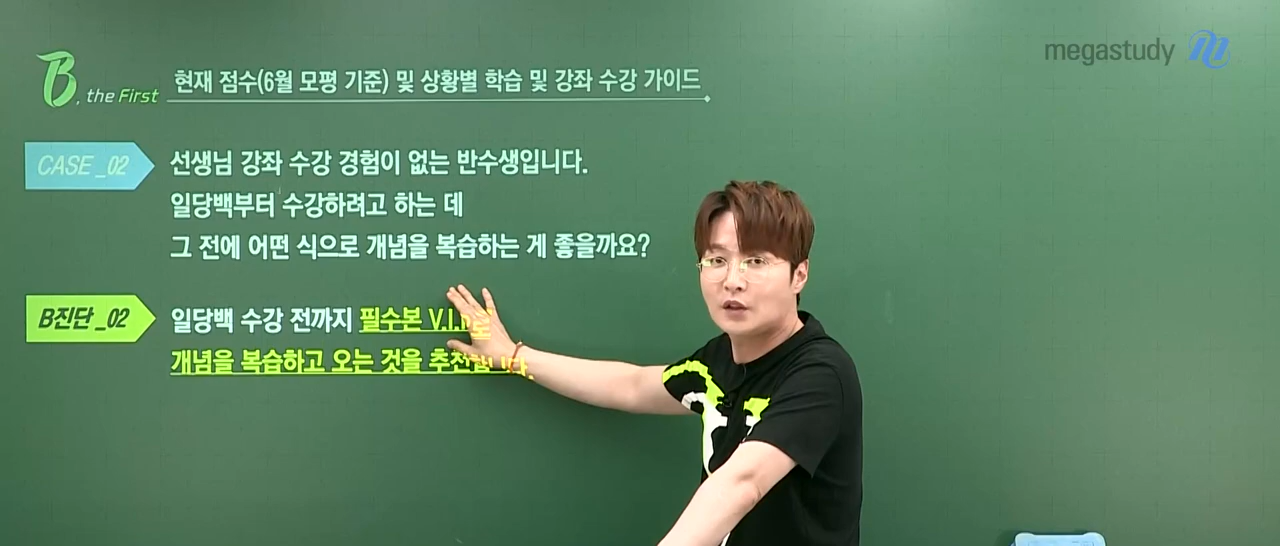 megastudy
B, the First 현재 점수(6월 모평 기준) 및 상황별 학습 및 강좌 수강 가이드
CASE_02 선생님 강좌 수강 경험이 없는 반수생입니다.
일당백부터 수강하려고 하는 데
그 전에 어떤 식으로 개념을 복습하는 게 좋을까요?
B진단_02 일당백 수강 전까지 필수본
개념을 복습하고 오는 것을